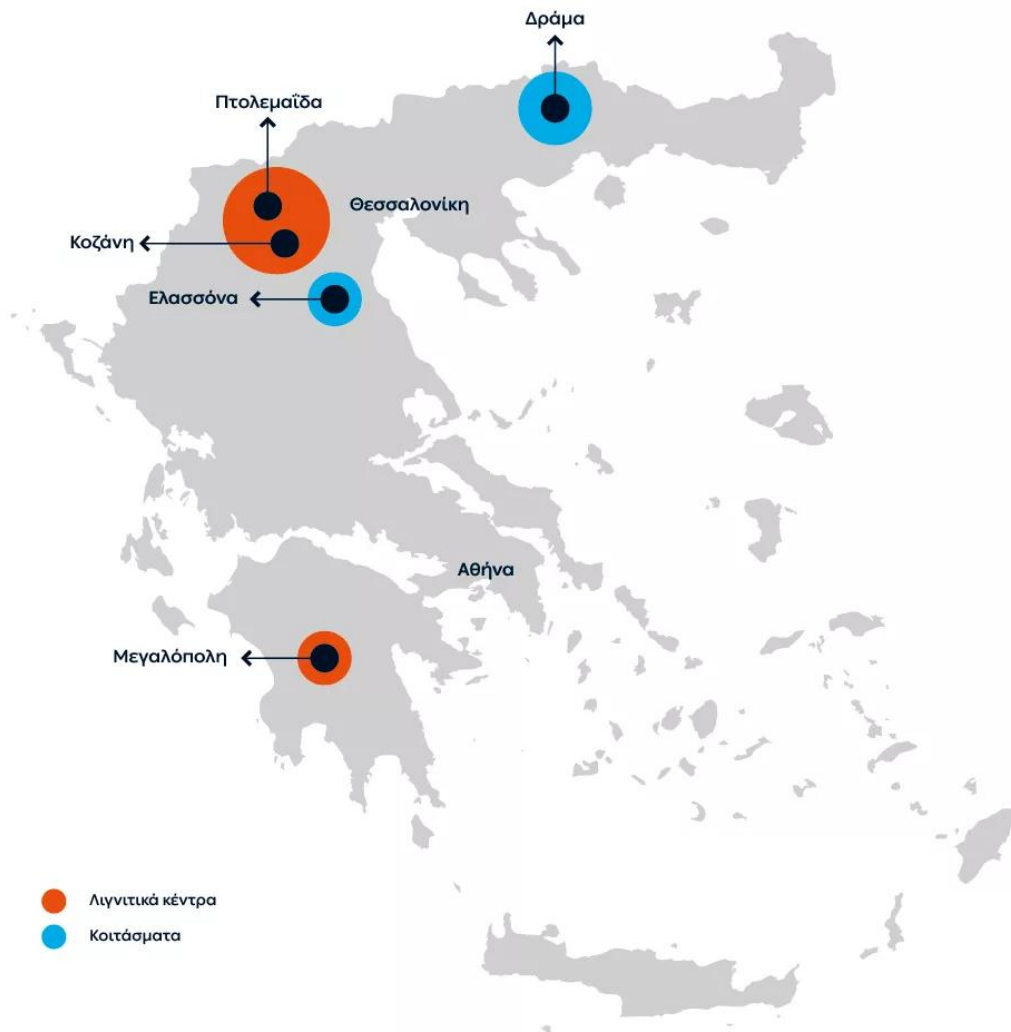 Δράμα
Πτολεμαΐδα
Θεσσαλονίκη
Κοζάνη
Ελασσόνα
Αθήνα
Μεγαλόπολη
Λιγνιτικά κέντρα
Κοιτάσματα